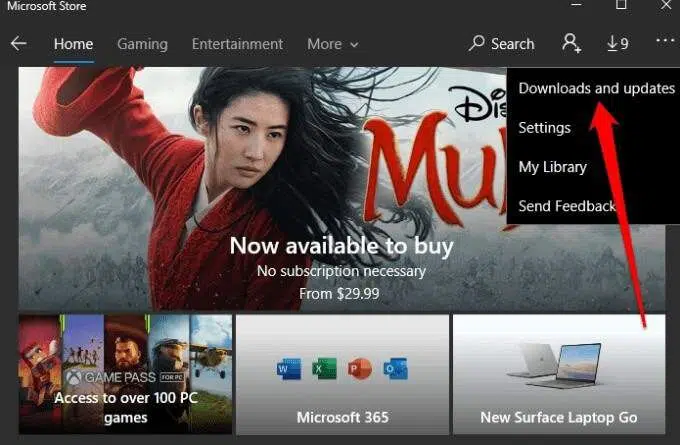 Microsoft Store
Home Gaming Entertainment More Search 9 ...
Downloads and updates
Settings
My Library
Send Feedback
Now available to buy
No subscription necessary
From $29.99
GAME PASS FOR PC
Access to over 100 PC
games
W X P O
Microsoft 365
New Surface Laptop Go